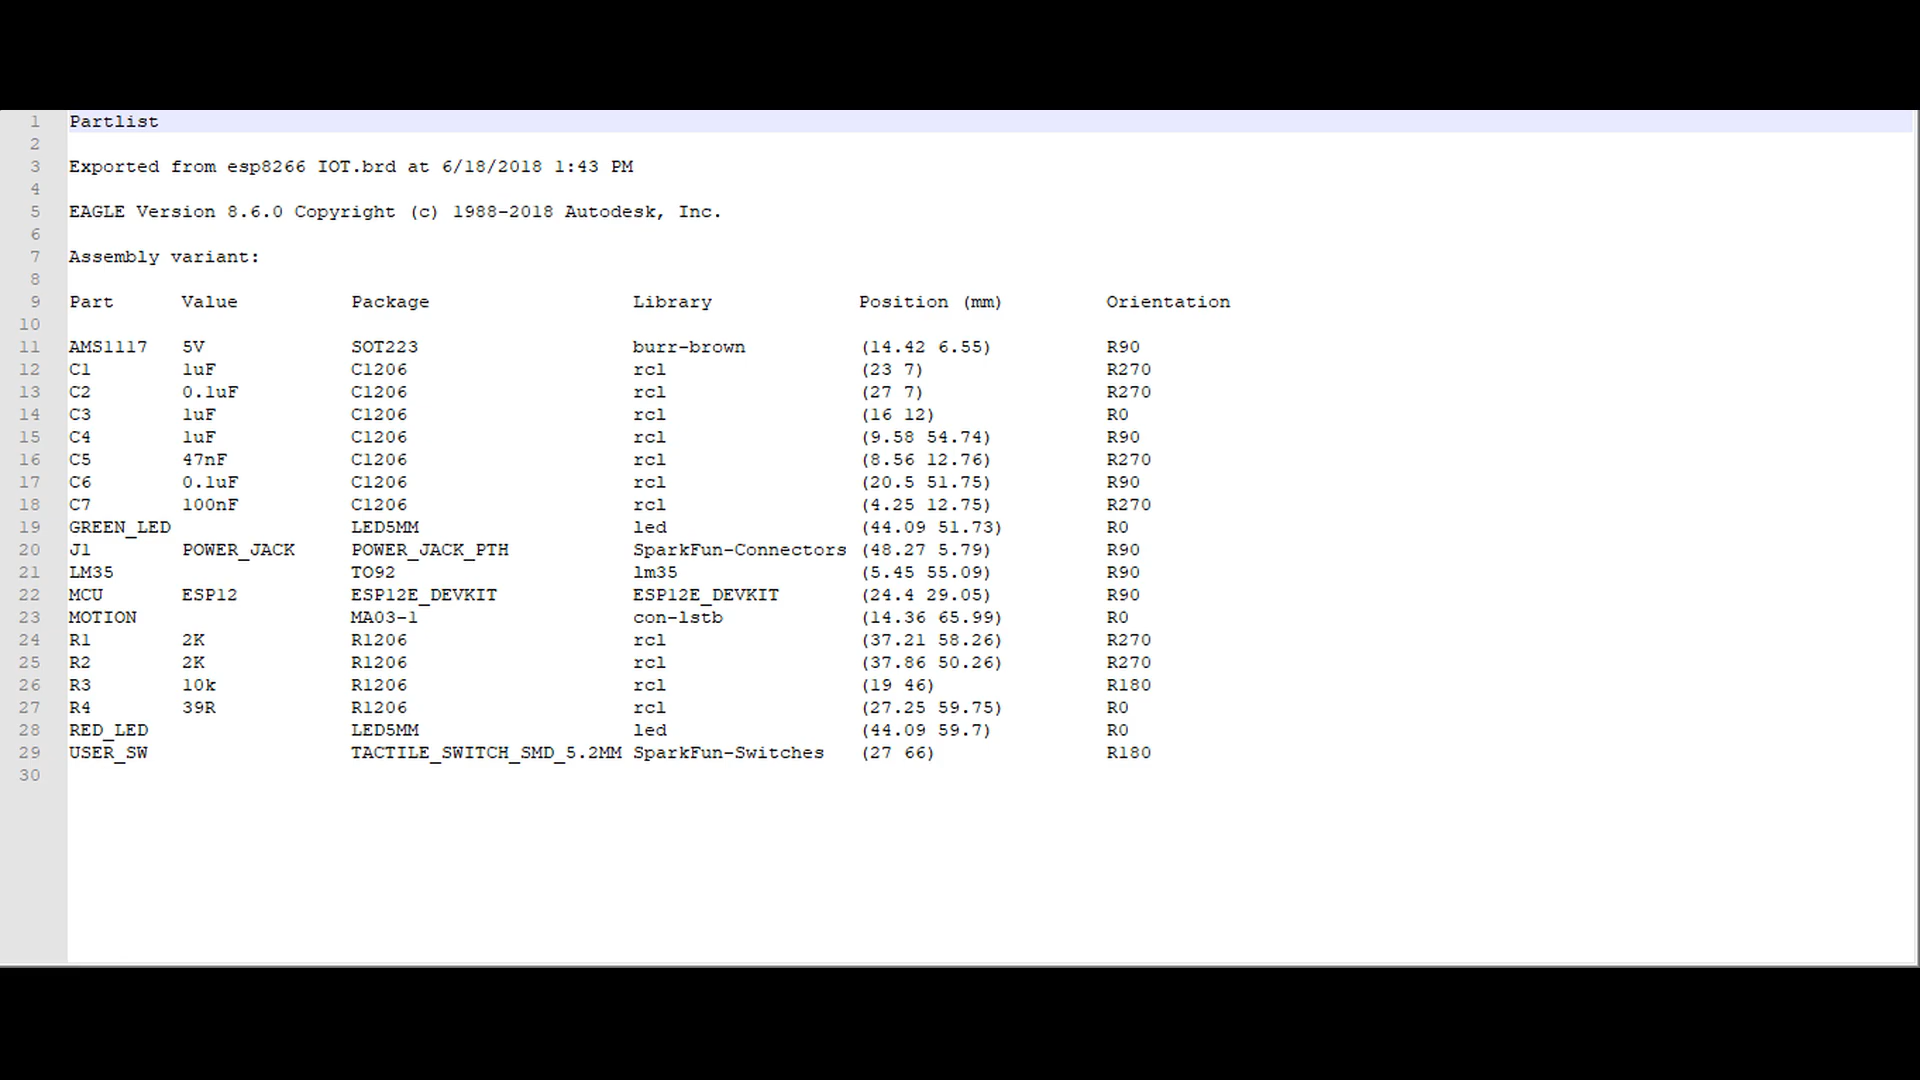 1 Partlist
2
3 Exported from esp8266 IOT.brd at 6/18/2018 1:43 PM
4
5 EAGLE Version 8.6.0 Copyright (c) 1988-2018 Autodesk, Inc.
6
7 Assembly variant:
8
9 Part Value Package Library Position (mm) Orientation
10
11 AMS1117 5V SOT223 burr-brown (14.42 6.55) R90
12 C1 1uF C1206 rcl (23 7) R270
13 C2 0.1uF C1206 rcl (27 7) R270
14 C3 1uF C1206 rcl (16 12) R0
15 C4 1uF C1206 rcl (9.58 54.74) R90
16 C5 47nF C1206 rcl (8.56 12.76) R270
17 C6 0.1uF C1206 rcl (20.5 51.75) R90
18 C7 100nF C1206 rcl (4.25 12.75) R270
19 GREEN_LED LED5MM led (44.09 51.73) R0
20 J1 POWER_JACK POWER_JACK_PTH SparkFun-Connectors (48.27 5.79) R90
21 LM35 TO92 lm35 (5.45 55.09) R90
22 MCU ESP12 ESP12E_DEVKIT ESP12E_DEVKIT (24.4 29.05) R90
23 MOTION MA03-1 con-lstb (14.36 65.99) R0
24 R1 2K R1206 rcl (37.21 58.26) R270
25 R2 2K R1206 rcl (37.86 50.26) R270
26 R3 10k R1206 rcl (19 46) R180
27 R4 39R R1206 rcl (27.25 59.75) R0
28 RED_LED LED5MM led (44.09 59.7) R0
29 USER_SW TACTILE_SWITCH_SMD_5.2MM SparkFun-Switches (27 66) R180
30